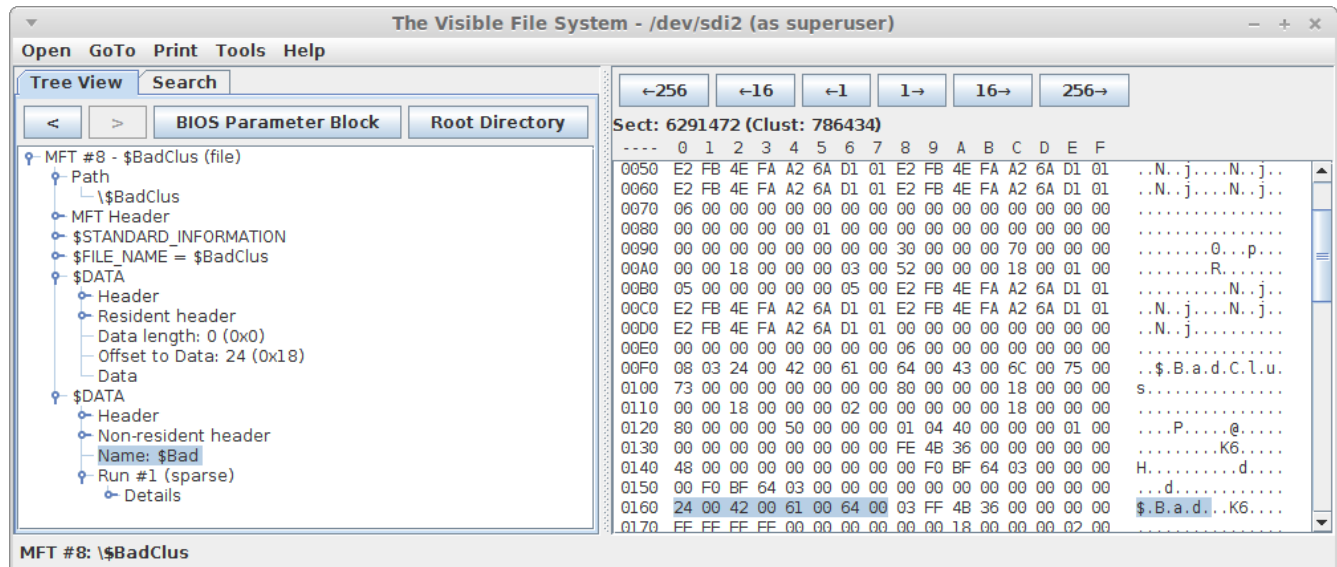 The Visible File System - /dev/sdi2 (as superuser)
Open GoTo Print Tools Help
Tree View Search
< > BIOS Parameter Block Root Directory
MFT #8 - $BadClus (file)
Path
\$BadClus
MFT Header
$STANDARD_INFORMATION
$FILE_NAME = $BadClus
$DATA
Header
Resident header
Data length: 0 (0x0)
Offset to Data: 24 (0x18)
Data
$DATA
Header
Non-resident header
Name: $Bad
Run #1 (sparse)
Details
←256 ←16 ←1 1→ 16→ 256→
Sect: 6291472 (Clust: 786434)
---- 0 1 2 3 4 5 6 7 8 9 A B C D E F
0050 E2 FB 4E FA A2 6A D1 01 E2 FB 4E FA A2 6A D1 01 ..N..j....N..j..
0060 E2 FB 4E FA A2 6A D1 01 E2 FB 4E FA A2 6A D1 01 ..N..j....N..j..
0070 06 00 00 00 00 00 00 00 00 00 00 00 00 00 00 00 ................
0080 00 00 00 00 00 01 00 00 00 00 00 00 00 00 00 00 ................
0090 00 00 00 00 00 00 00 00 30 00 00 00 70 00 00 00 ........0...p...
00A0 00 00 18 00 00 00 03 00 52 00 00 00 18 00 01 00 ........R.......
00B0 05 00 00 00 00 00 05 00 E2 FB 4E FA A2 6A D1 01 ..........N..j..
00C0 E2 FB 4E FA A2 6A D1 01 E2 FB 4E FA A2 6A D1 01 ..N..j....N..j..
00D0 E2 FB 4E FA A2 6A D1 01 00 00 00 00 00 00 00 00 ..N..j..........
00E0 00 00 00 00 00 00 00 00 06 00 00 00 00 00 00 00 ................
00F0 08 03 24 00 42 00 61 00 64 00 43 00 6C 00 75 00 ..$.B.a.d.C.l.u.
0100 73 00 00 00 00 00 00 00 80 00 00 00 18 00 00 00 s...............
0110 00 00 18 00 00 00 02 00 00 00 00 00 18 00 00 00 ................
0120 80 00 00 00 50 00 00 00 01 04 40 00 00 00 01 00 ....P.....@.....
0130 00 00 00 00 00 00 00 00 FE 4B 36 00 00 00 00 00 .........K6.....
0140 48 00 00 00 00 00 00 00 00 F0 BF 64 03 00 00 00 H..........d....
0150 00 F0 BF 64 03 00 00 00 00 00 00 00 00 00 00 00 ...d............
0160 24 00 42 00 61 00 64 00 03 FF 4B 36 00 00 00 00 $.B.a.d...K6....
0170 FF FF FF FF 00 00 00 00 00 18 00 00 00 02 00 ................
MFT #8: \$BadClus